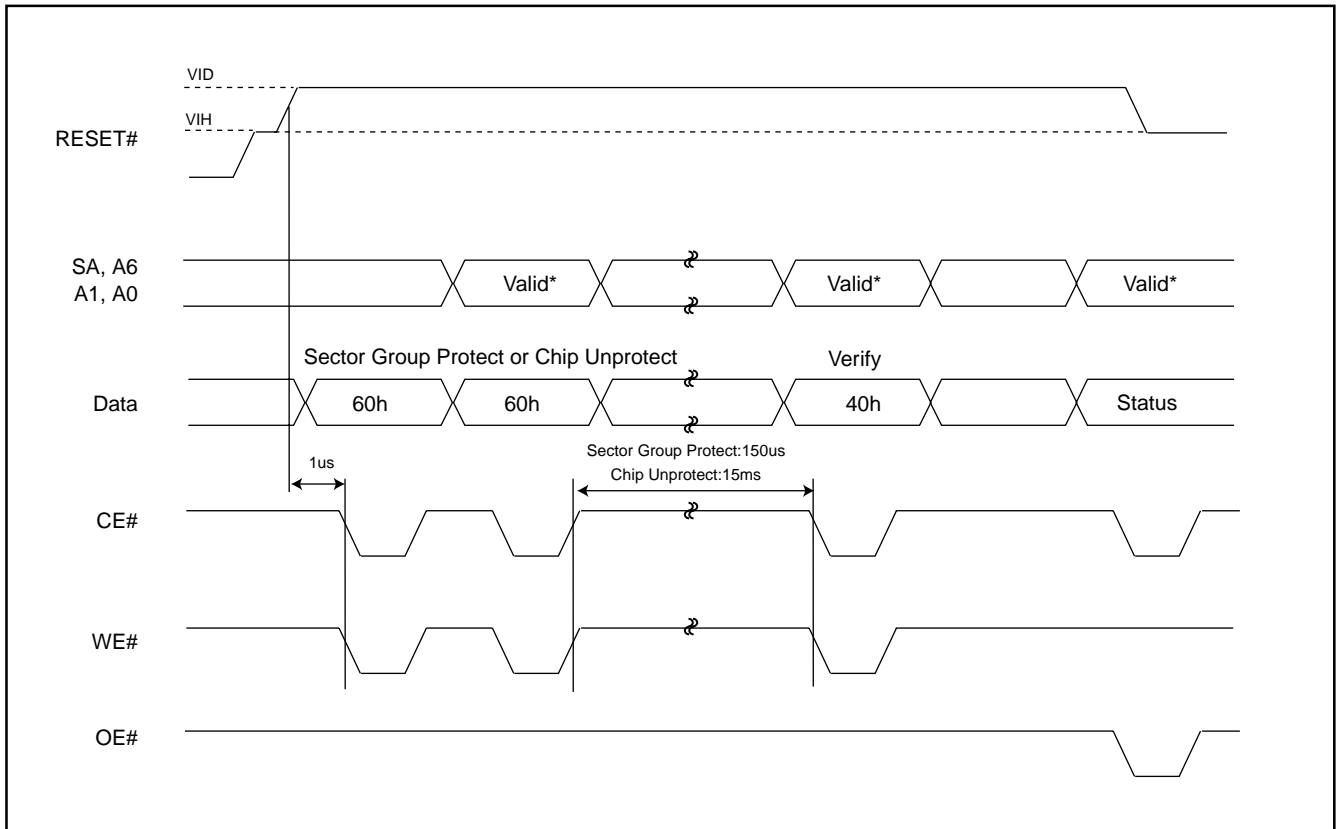 VID
VIH
RESET#
SA, A6
A1, A0
Valid*
Valid*
Valid*
Sector Group Protect or Chip Unprotect
Verify
Data
60h
60h
40h
Status
1us
Sector Group Protect:150us
Chip Unprotect:15ms
CE#
WE#
OE#